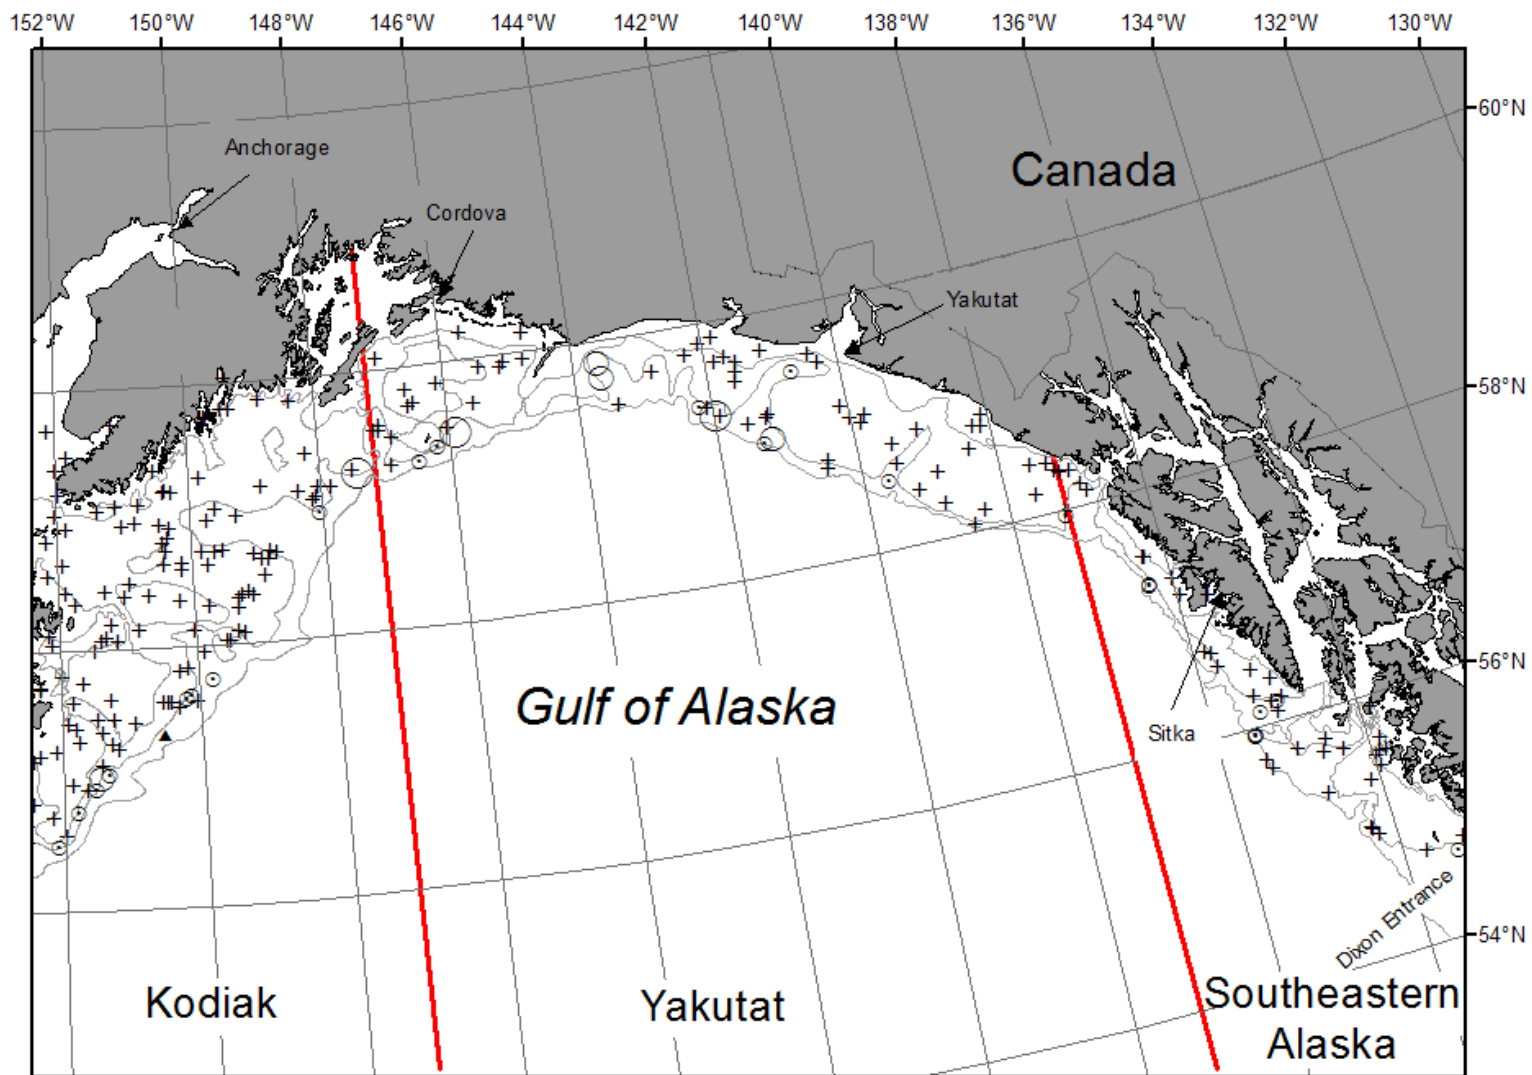 152°W 150°W 148°W 146°W 144°W 142°W 140°W 138°W 136°W 134°W 132°W 130°W
60°N
Anchorage
Canada
Cordova
Yakutat
58°N
56°N
Gulf of Alaska
Sitka
54°N
Dixon Entrance
Kodiak
Yakutat
Southeastern
Alaska